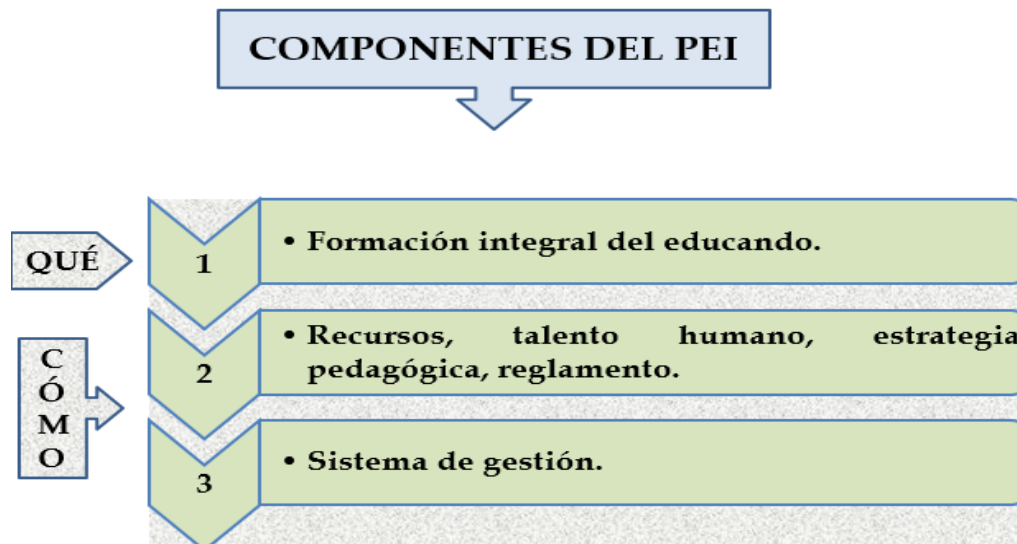 COMPONENTES DEL PEI
QUÉ
1
• Formación integral del educando.
CÓMO
2
• Recursos, talento humano, estrategia
pedagógica, reglamento.
3
• Sistema de gestión.